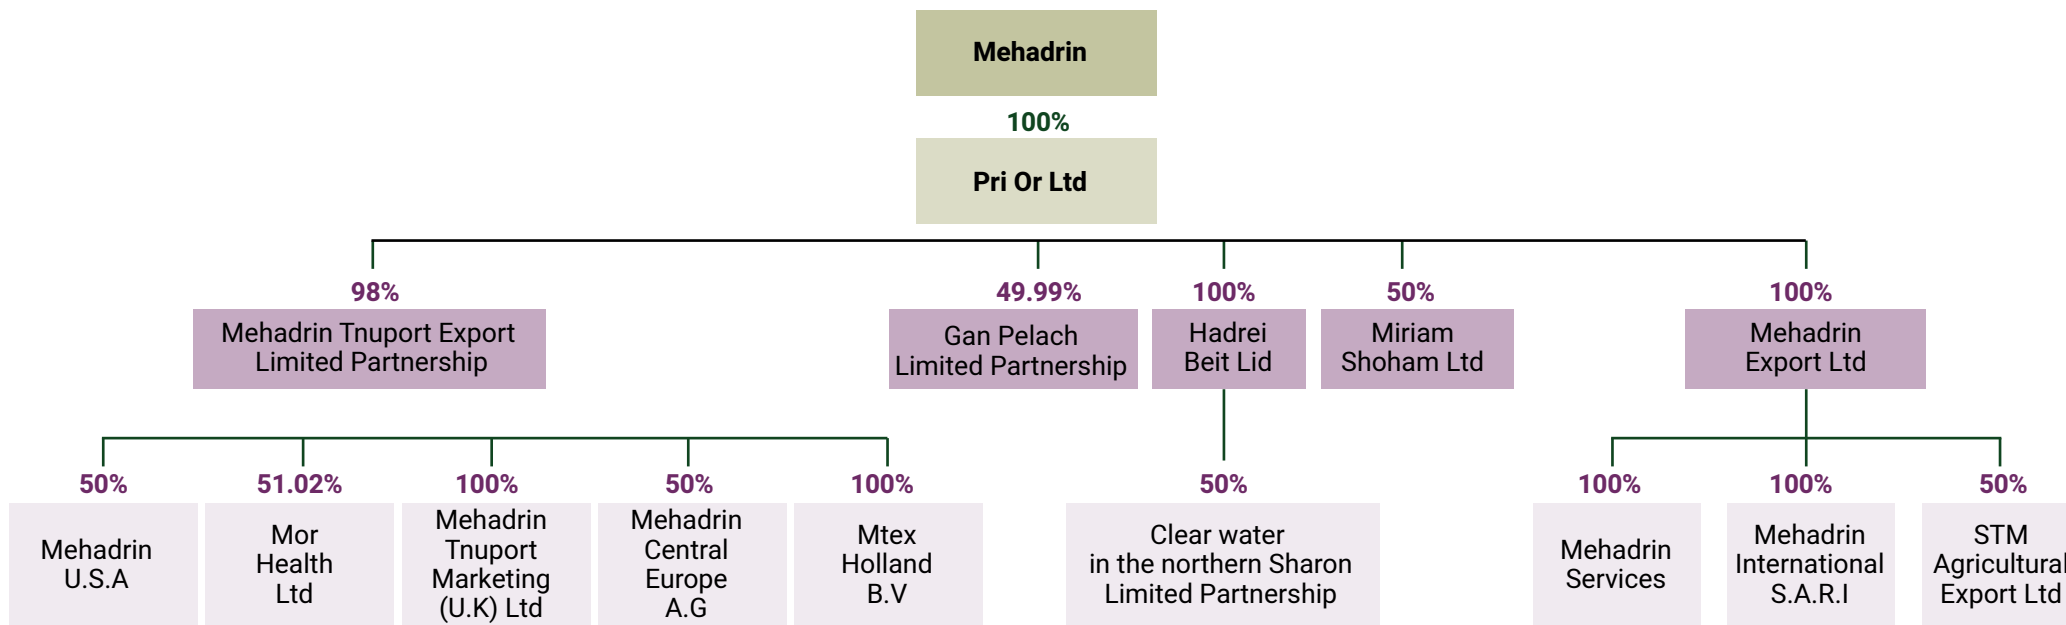 Mehadrin
100%
Pri Or Ltd
98%
Mehadrin Tnuport Export
Limited Partnership
49.99%
Gan Pelach
Limited Partnership
100%
Hadrei
Beit Lid
50%
Miriam
Shoham Ltd
100%
Mehadrin
Export Ltd
50%
Mehadrin
U.S.A
51.02%
Mor
Health
Ltd
100%
Mehadrin
Tnuport
Marketing
(U.K) Ltd
50%
Mehadrin
Central
Europe
A.G
100%
Mtex
Holland
B.V
50%
Clear water
in the northern Sharon
Limited Partnership
100%
Mehadrin
Services
100%
Mehadrin
International
S.A.R.I
50%
STM
Agricultural
Export Ltd